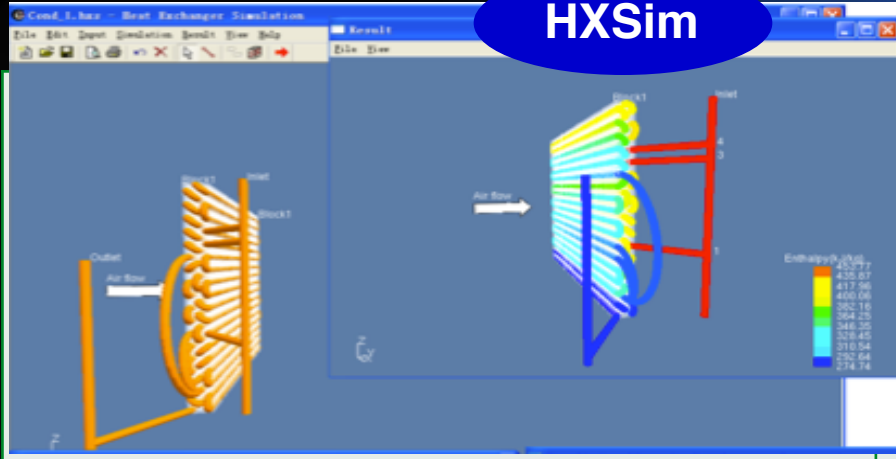 HXSim
Cond_1.hxs - Heat Exchanger Simulation
File Edit Input Simulation Result View Help
Result
File View
Block1
Inlet
4
3
Air flow
1
Enthalpy(kJ/kg)
453.77
435.87
417.96
400.06
382.16
364.25
346.35
328.45
310.54
292.64
274.74
Block1
Inlet
Block1
Outlet
Air flow
Z
Y
Z